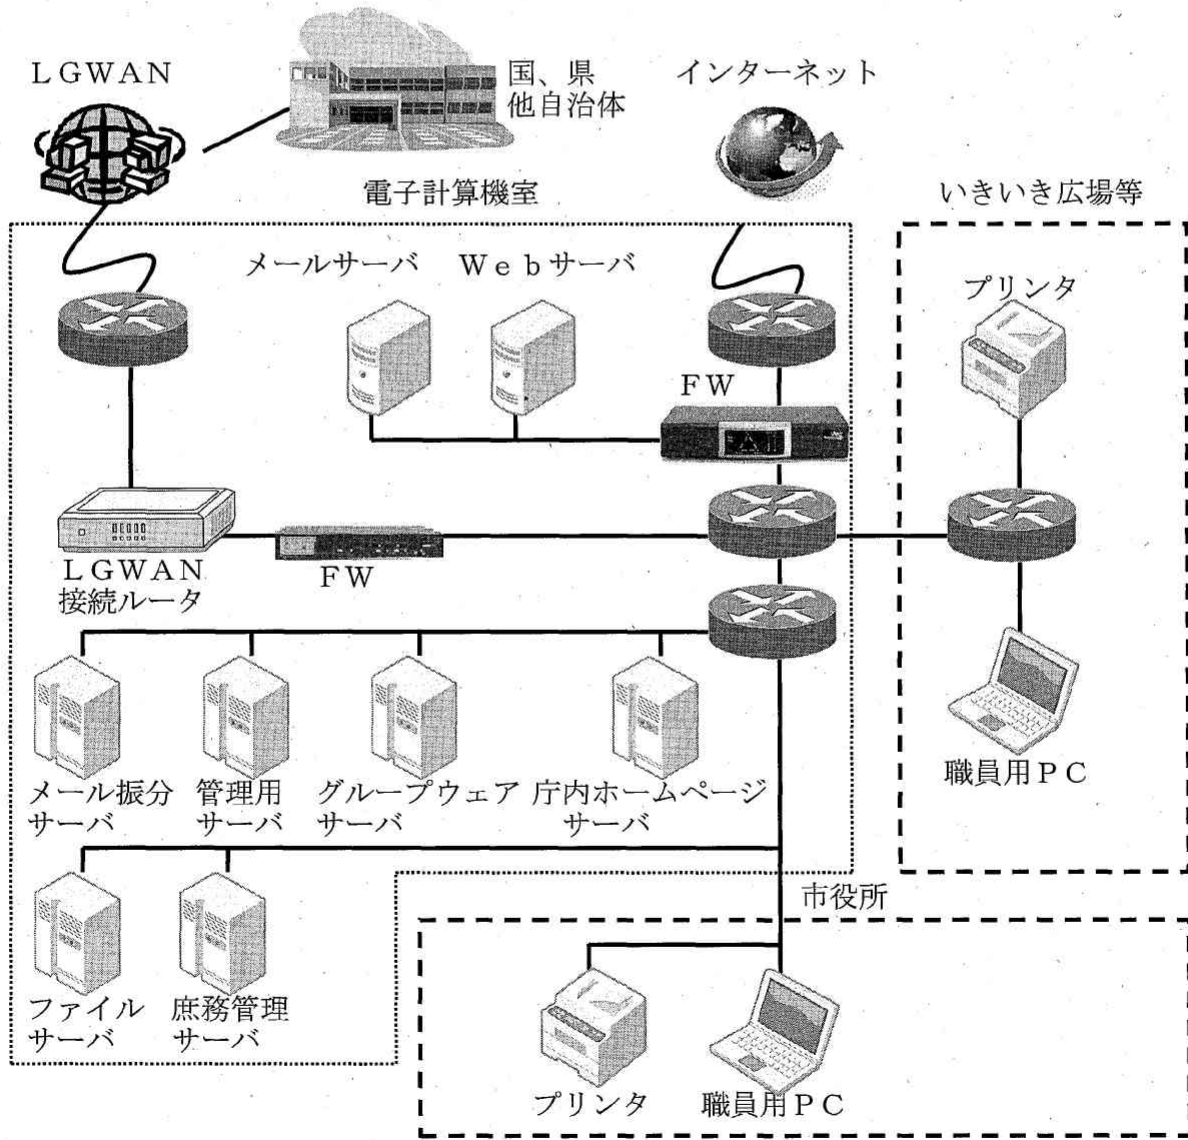 LGWAN
国、県
他自治体
インターネット
電子計算機室
いきいき広場等
メールサーバ
Webサーバ
プリンタ
FW
LGWAN
接続ルータ
FW
メール振分
サーバ
管理用
サーバ
グループウェア
サーバ
庁内ホームページ
サーバ
職員用PC
市役所
ファイル
サーバ
庶務管理
サーバ
プリンタ
職員用PC